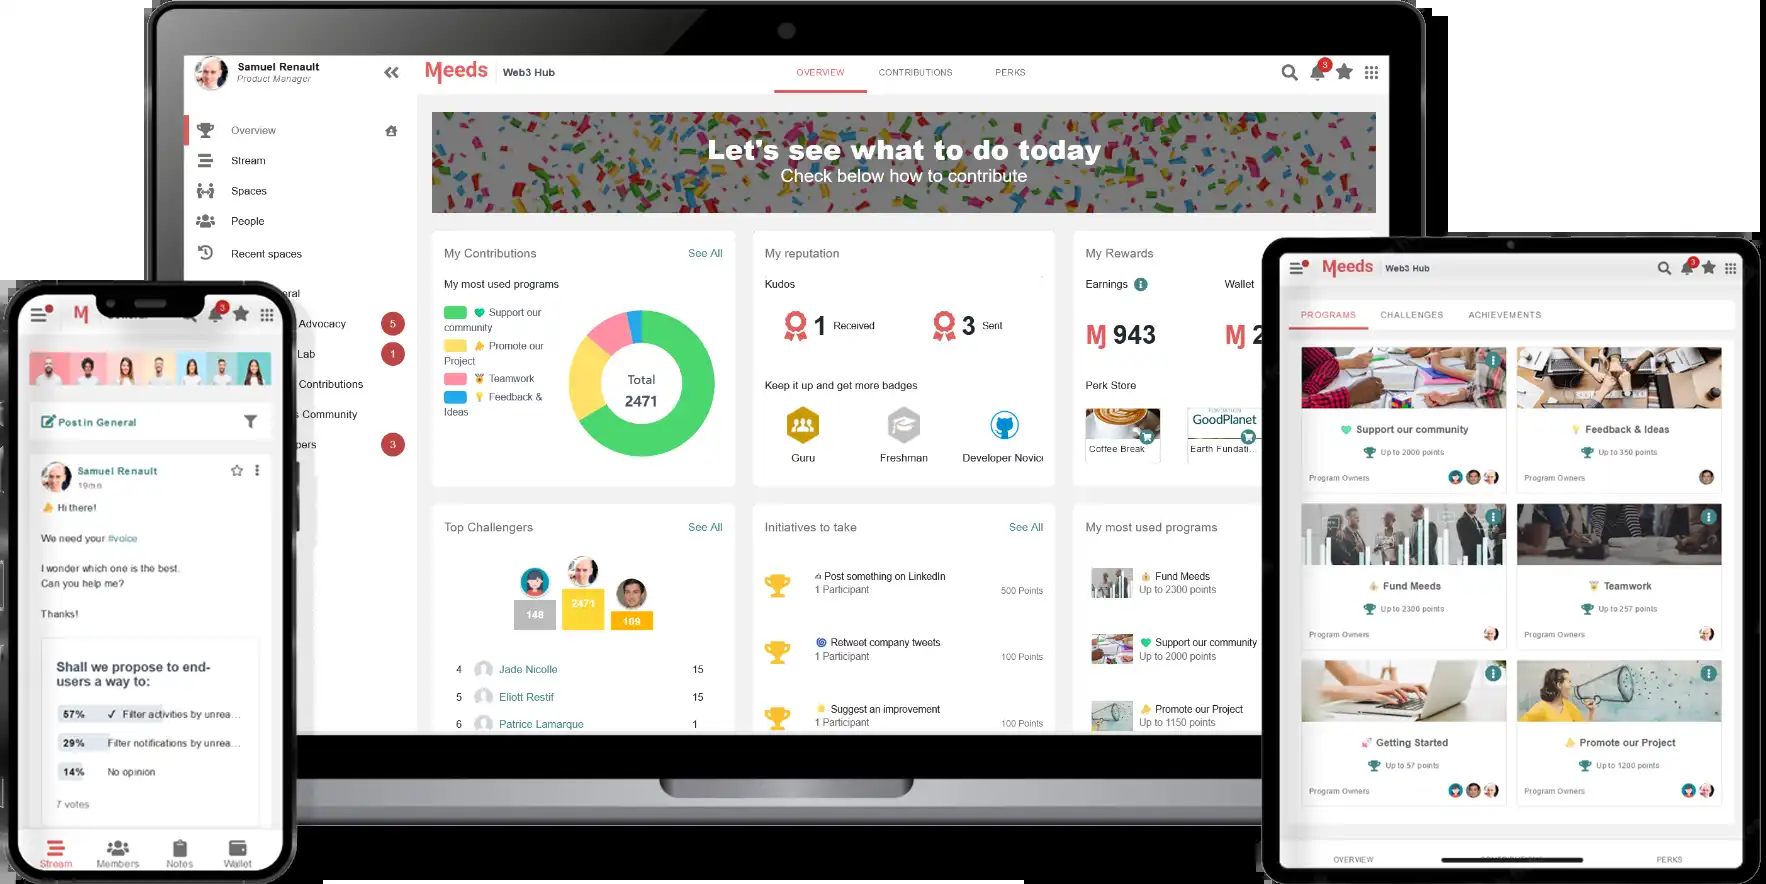 Samuel Renault
Product Manager
Meeds Web3 Hub
OVERVIEW CONTRIBUTIONS PERKS
3
Overview
Stream
Spaces
People
Recent spaces
Advocacy 5
Lab 1
Contributions
Community
3
Let's see what to do today
Check below how to contribute
My Contributions See All
My most used programs
Support our
community
Promote our
Project
Teamwork
Feedback &
Ideas
Total
2471
My reputation
Kudos
1 Received 3 Sent
Keep it up and get more badges
Guru Freshman Developer Novice
My Rewards
Earnings Wallet
943 2
Perk Store
GoodPlanet
Coffee Break Earth Fundati...
Top Challengers See All
148 2471 109
4 Jade Nicolle 15
5 Eliott Restif 15
6 Patrice Lamarque 1
Initiatives to take See All
Post something on LinkedIn
1 Participant 500 Points
Retweet company tweets
1 Participant 100 Points
Suggest an improvement
1 Participant 100 Points
My most used programs
Fund Meeds
Up to 2300 points
Support our community
Up to 2000 points
Promote our Project
Up to 1150 points
3
Post in General
Samuel Renault
Hi there!
We need your #voice
I wonder which one is the best.
Can you help me?
Thanks!
Shall we propose to end-
users a way to:
57% ✓ Filter activities by unrea...
29% Filter notifications by unrea...
14% No opinion
7 votes
Stream Members Notes Wallet
Meeds Web3 Hub
3
PROGRAMS CHALLENGES ACHIEVEMENTS
Support our community
Up to 2000 points
Program Owners
Feedback & Ideas
Up to 350 points
Program Owners
Fund Meeds
Up to 2300 points
Program Owners
Teamwork
Up to 257 points
Program Owners
Getting Started
Up to 57 points
Program Owners
Promote our Project
Up to 1200 points
Program Owners
OVERVIEW PERKS